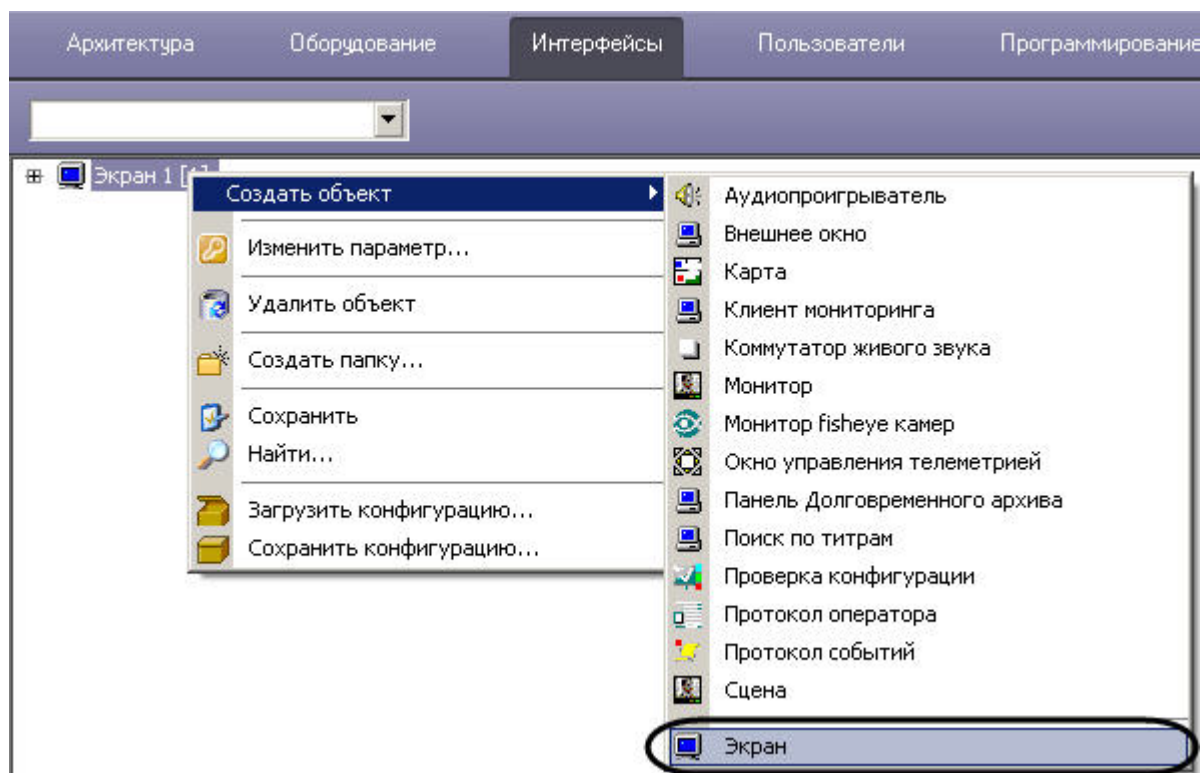 Архитектура Оборудование Интерфейсы Пользователи Программирование
Экран 1
Создать объект
Изменить параметр...
Удалить объект
Создать папку...
Сохранить
Найти...
Загрузить конфигурацию...
Сохранить конфигурацию...
Аудиопроигрыватель
Внешнее окно
Карта
Клиент мониторинга
Коммутатор живого звука
Монитор
Монитор fisheye камер
Окно управления телеметрией
Панель Долговременного архива
Поиск по титрам
Проверка конфигурации
Протокол оператора
Протокол событий
Сцена
Экран